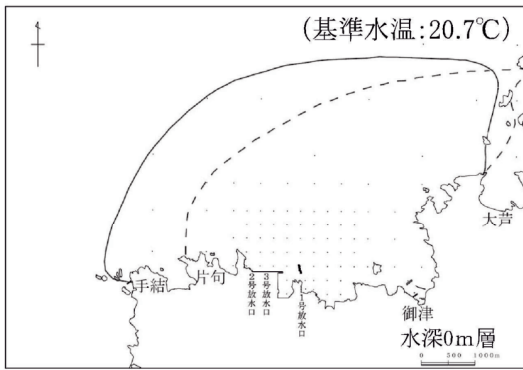 (基準水温:20.7℃)
大芦
手結
片句
2号放水口
3号放水口
1号放水口
御津
水深0m層
0 500 1000m